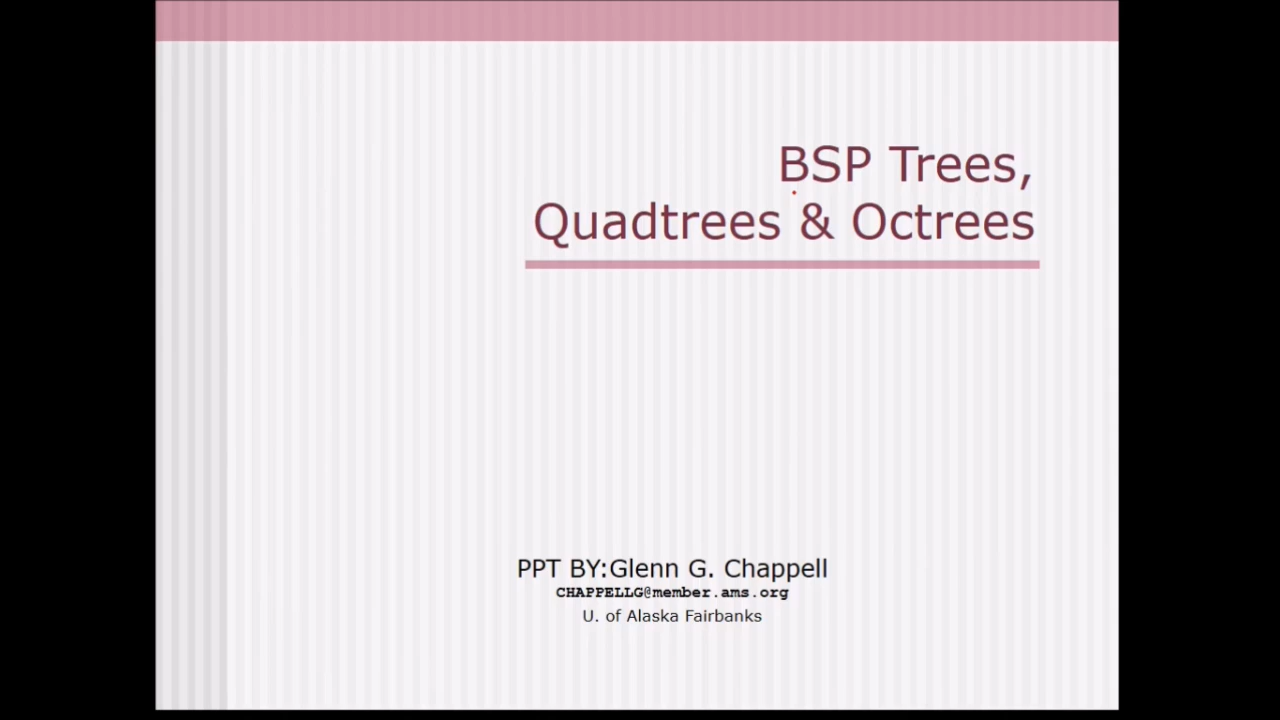 BSP Trees,
Quadtrees & Octrees
PPT BY:Glenn G. Chappell
CHAPPELLG@member.ams.org
U. of Alaska Fairbanks